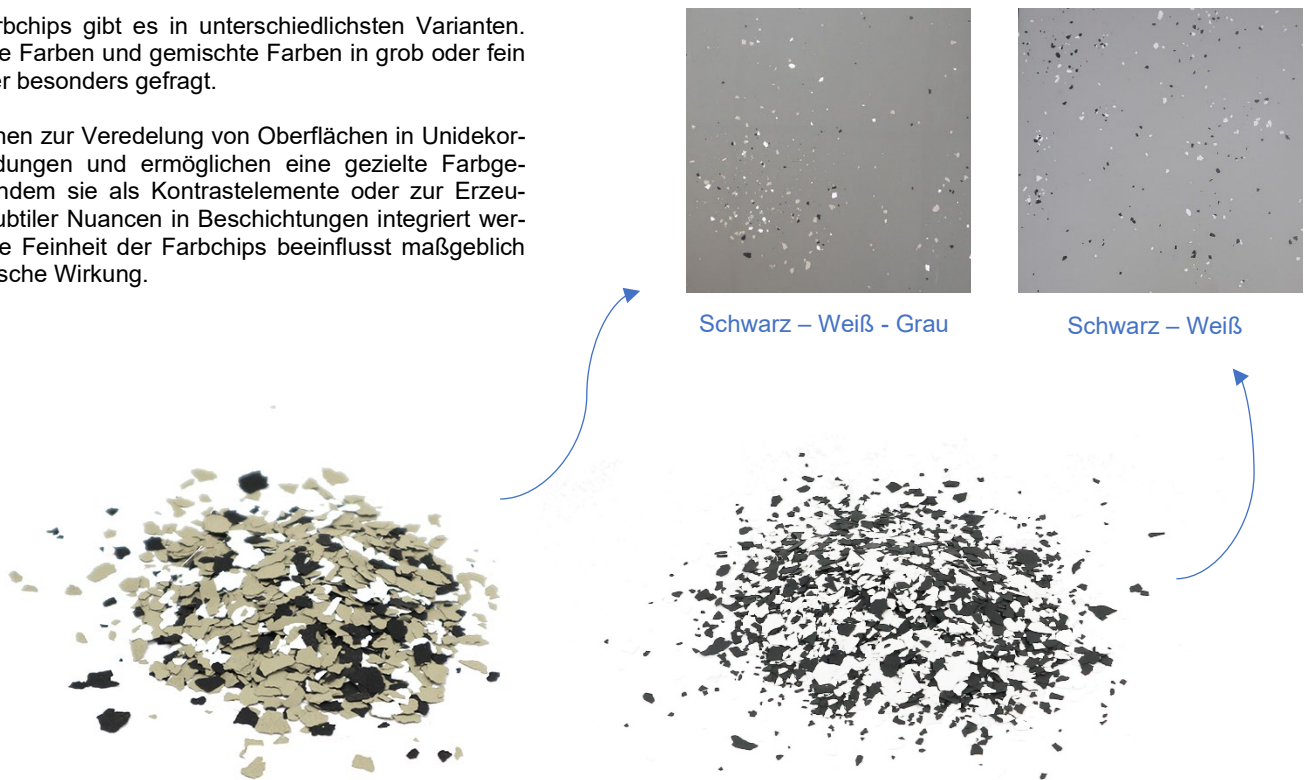 rbchips gibt es in unterschiedlichsten Varianten.
e Farben und gemischte Farben in grob oder fein
er besonders gefragt.
nen zur Veredelung von Oberflächen in Unidekor-
dungen und ermöglichen eine gezielte Farbge-
ndem sie als Kontrastelemente oder zur Erzeu-
ubtiler Nuancen in Beschichtungen integriert wer-
e Feinheit der Farbchips beeinflusst maßgeblich
ische Wirkung.
Schwarz – Weiß - Grau
Schwarz – Weiß